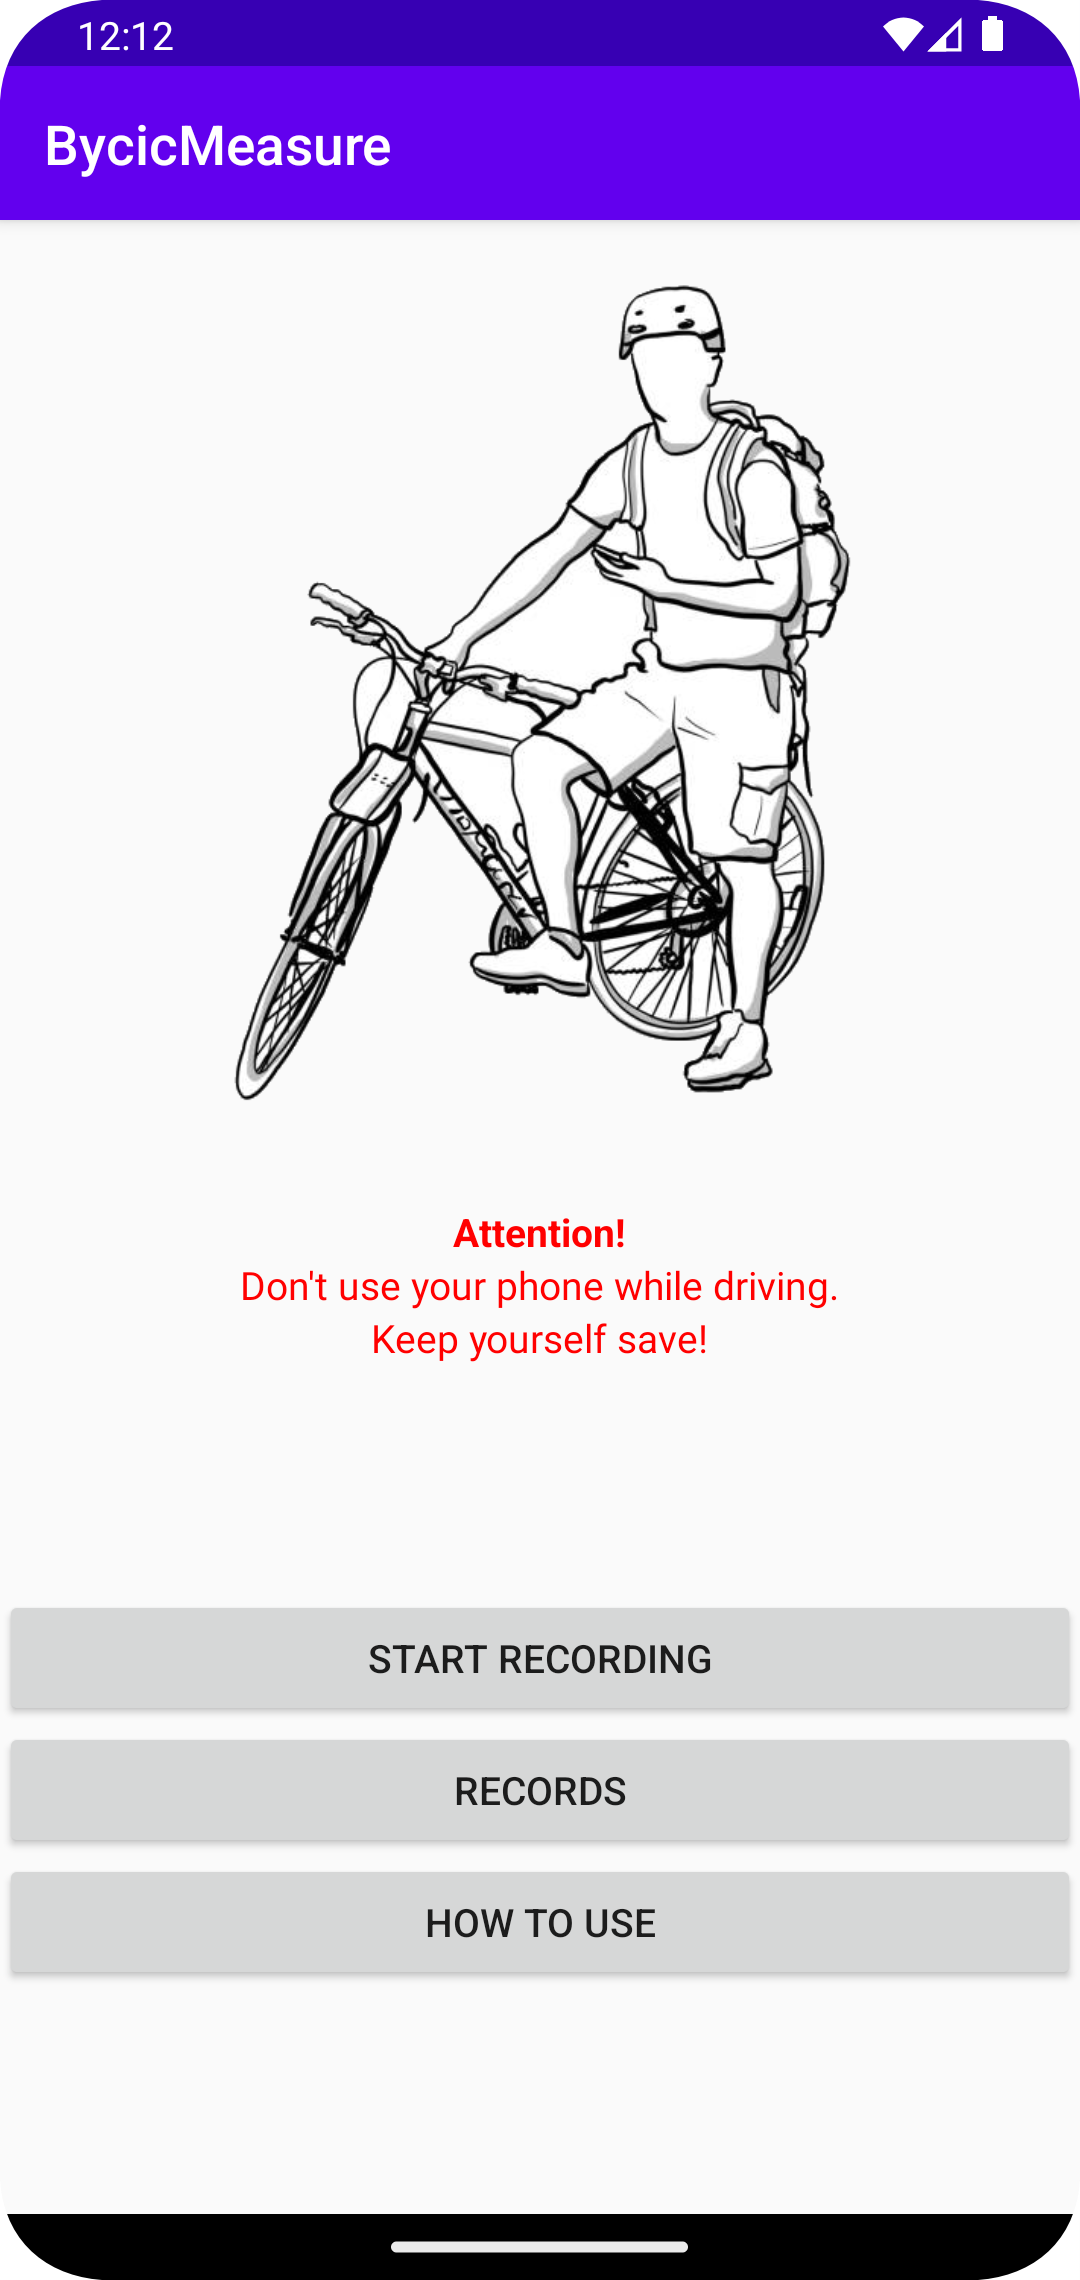 12:12
BycicMeasure
Attention!
Don't use your phone while driving.
Keep yourself save!
START RECORDING
RECORDS
HOW TO USE